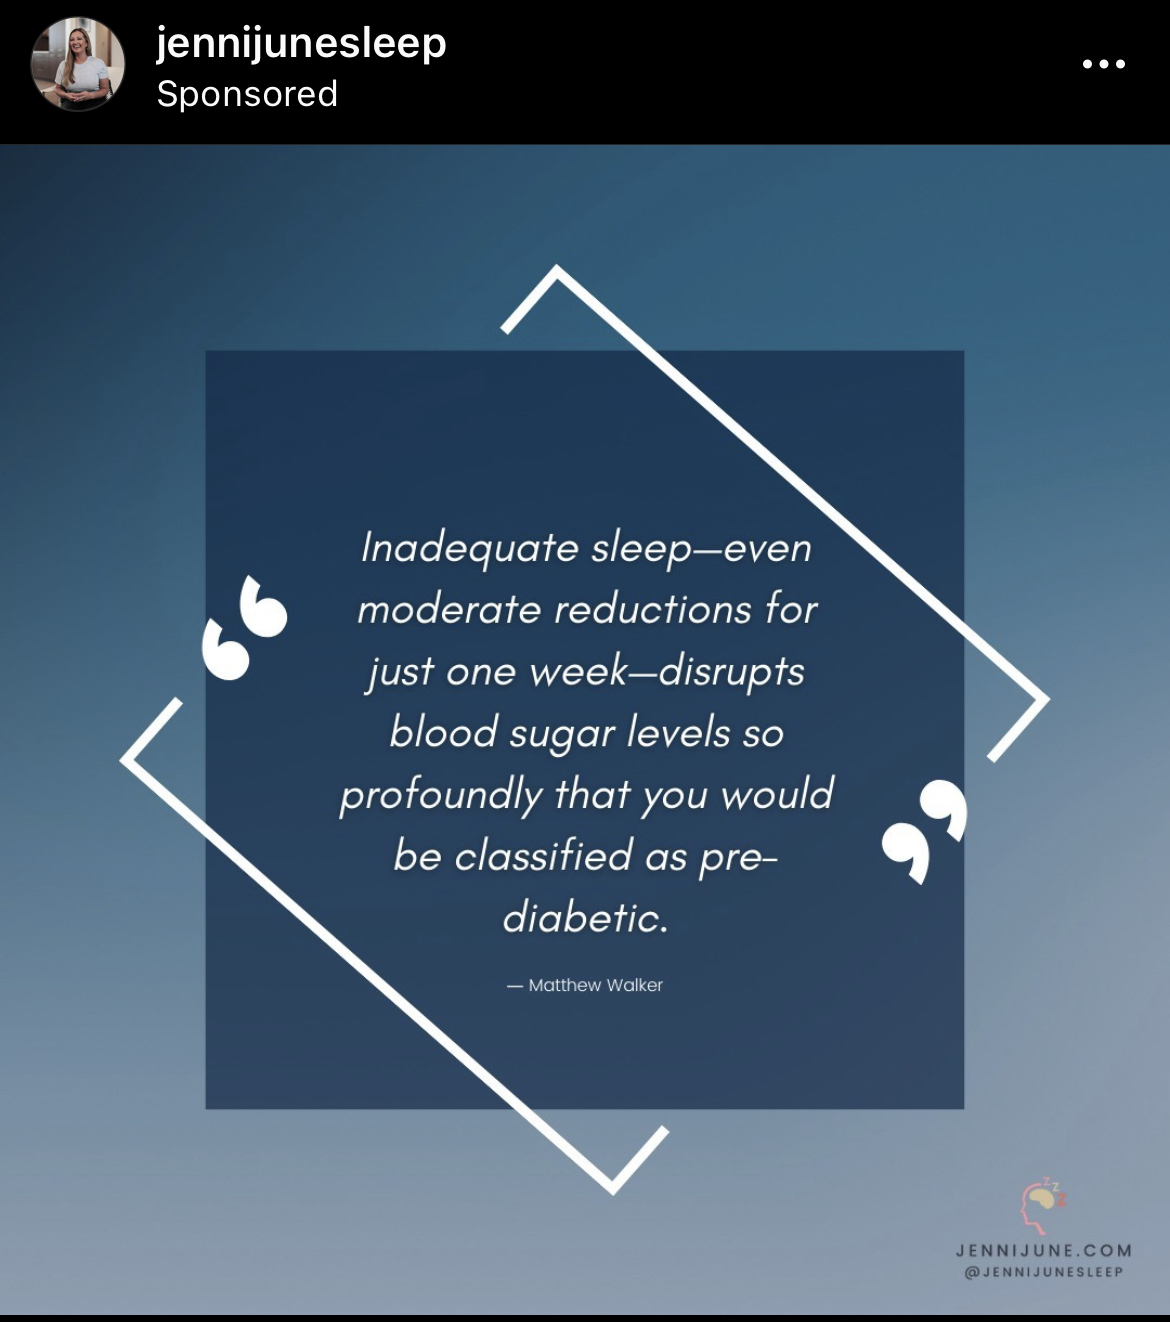 jennijunesleep
Sponsored
Inadequate sleep—even
moderate reductions for
just one week—disrupts
blood sugar levels so
profoundly that you would
be classified as pre-
diabetic.
— Matthew Walker
JENNIJUNE.COM
@JENNIJUNESLEEP